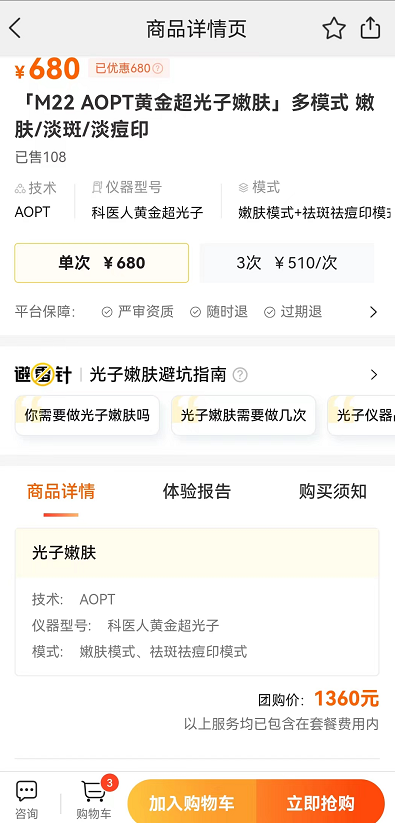 商品详情页
¥680 已优惠680
「M22 AOPT黄金超光子嫩肤」多模式 嫩
肤/淡斑/淡痘印
已售108
技术 仪器型号 模式
AOPT 科医人黄金超光子 嫩肤模式+祛斑祛痘印模式
单次 ¥680 3次 ¥510/次
平台保障: 严审资质 随时退 过期退
避雷针 光子嫩肤避坑指南
你需要做光子嫩肤吗 光子嫩肤需要做几次 光子仪器
商品详情 体验报告 购买须知
光子嫩肤
技术: AOPT
仪器型号: 科医人黄金超光子
模式: 嫩肤模式、祛斑祛痘印模式
团购价: 1360元
以上服务均已包含在套餐费用内
3
咨询 购物车 加入购物车 立即抢购